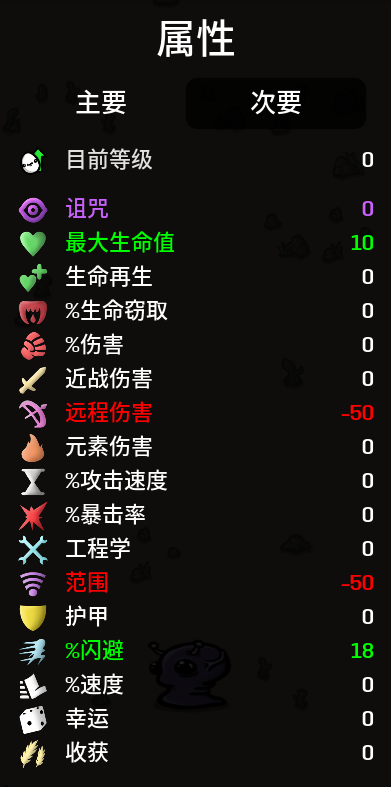 属性
主要 次要
目前等级 0
诅咒 0
最大生命值 10
生命再生 0
%生命窃取 0
%伤害 0
近战伤害 0
远程伤害 -50
元素伤害 0
%攻击速度 0
%暴击率 0
工程学 0
范围 -50
护甲 0
%闪避 18
%速度 0
幸运 0
收获 0